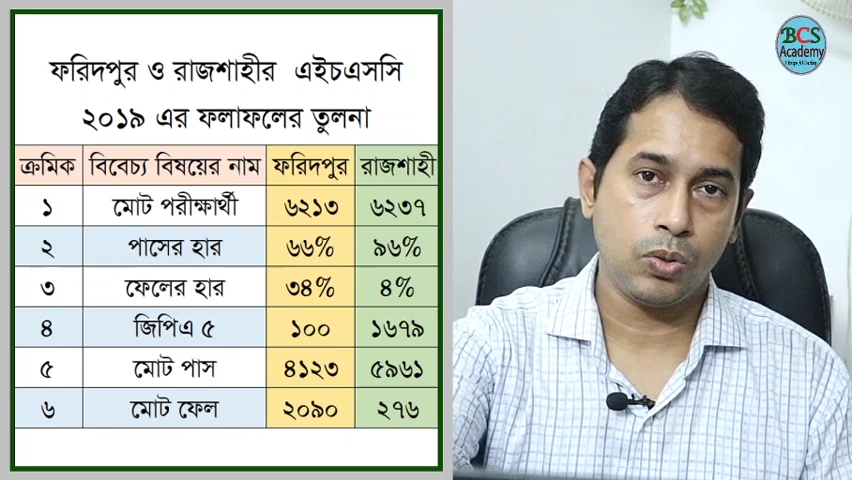 ফরিদপুর ও রাজশাহীর এইচএসসি
২০১৯ এর ফলাফলের তুলনা
ক্রমিক বিবেচ্য বিষয়ের নাম ফরিদপুর রাজশাহী
১ মোট পরীক্ষার্থী ৬২১৩ ৬২৩৭
২ পাসের হার ৬৬% ৯৬%
৩ ফেলের হার ৩৪% ৪%
৪ জিপিএ ৫ ১০০ ১৬৭৯
৫ মোট পাস ৪১২৩ ৫৯৬১
৬ মোট ফেল ২০৯০ ২৭৬
BCS
Academy